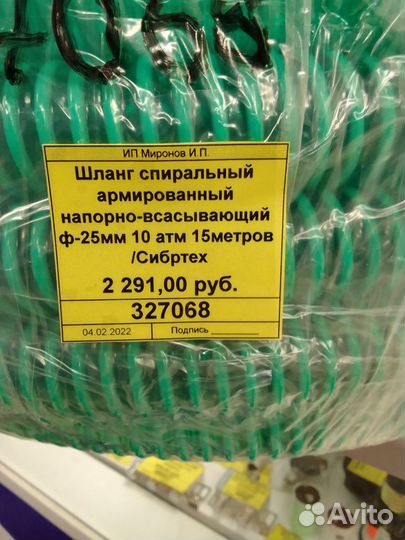 ИП Миронов И.П.
Шланг спиральный
армированный
напорно-всасывающий
ф-25мм 10 атм 15метров
/Сибртех
2 291,00 руб.
327068
04.02.2022 Подпись
Avito